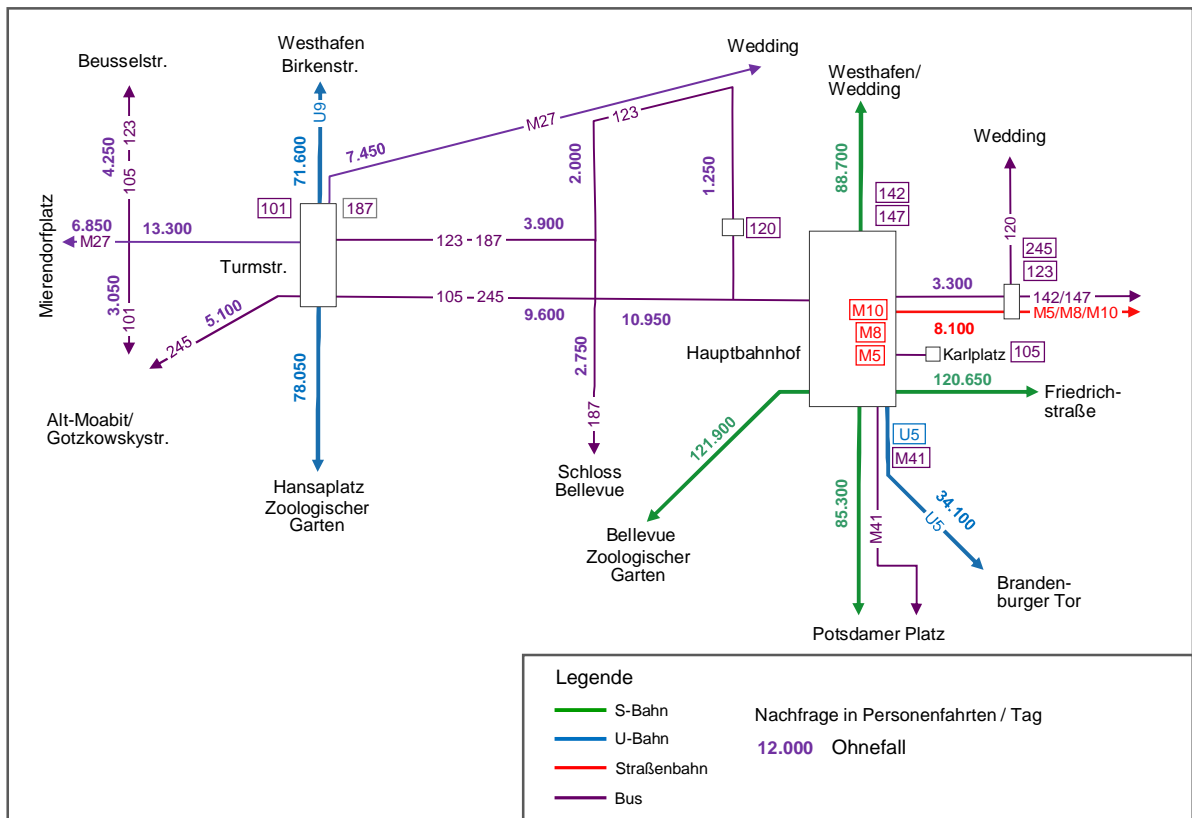 Westhafen
Birkenstr.
Beusselstr.
Wedding
Westhafen/
Wedding
Wedding
U9
71.600
7.450
M27
123
2.000
1.250
88.700
4.250
105 – 123
101
187
142
147
120
120
245
123
6.850
M27
13.300
Mierendorfplatz
Turmstr.
3.900
123 - 187
105 - 245
9.600
10.950
3.300
142/147
M5/M8/M10
8.100
M10
M8
M5
Hauptbahnhof
Karlplatz
105
3.050
101
5.100
245
78.050
2.750
187
120.650
Friedrich-
straße
Alt-Moabit/
Gotzkowskystr.
Hansaplatz
Zoologischer
Garten
Schloss
Bellevue
121.900
Bellevue
Zoologischer
Garten
85.300
M41
U5
M41
34.100
U5
Branden-
burger Tor
Potsdamer Platz
Legende
S-Bahn
U-Bahn
Straßenbahn
Bus
Nachfrage in Personenfahrten / Tag
12.000 Ohnefall